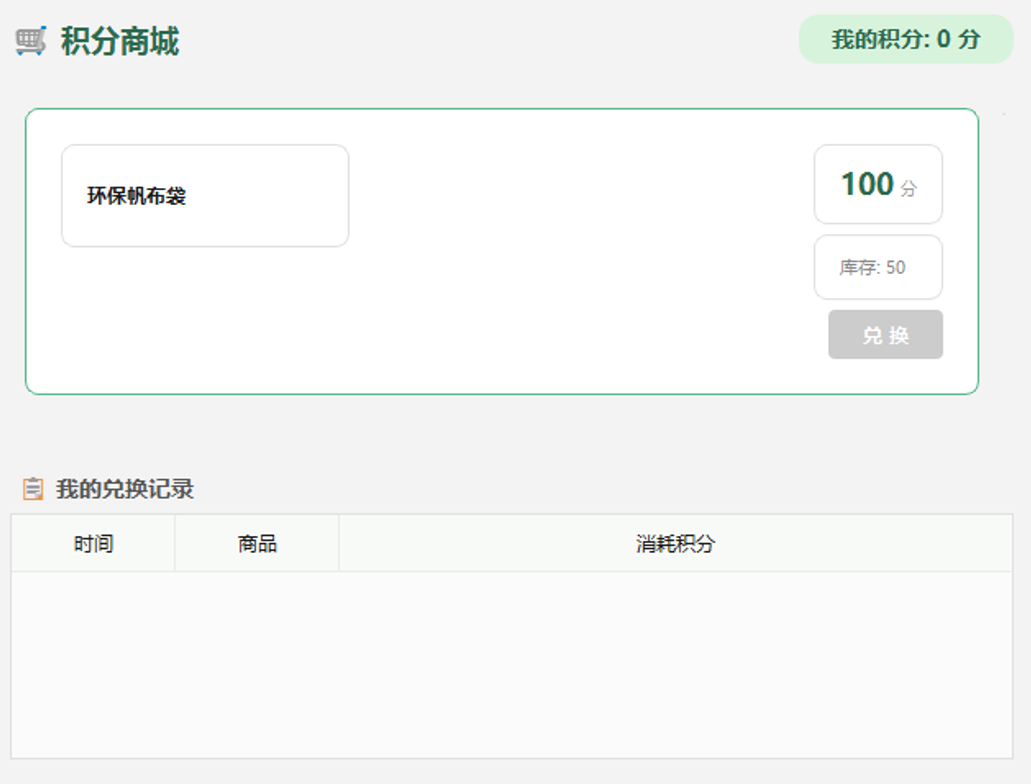 积分商城
我的积分: 0 分
环保帆布袋
100 分
库存: 50
兑 换
我的兑换记录
时间 商品 消耗积分